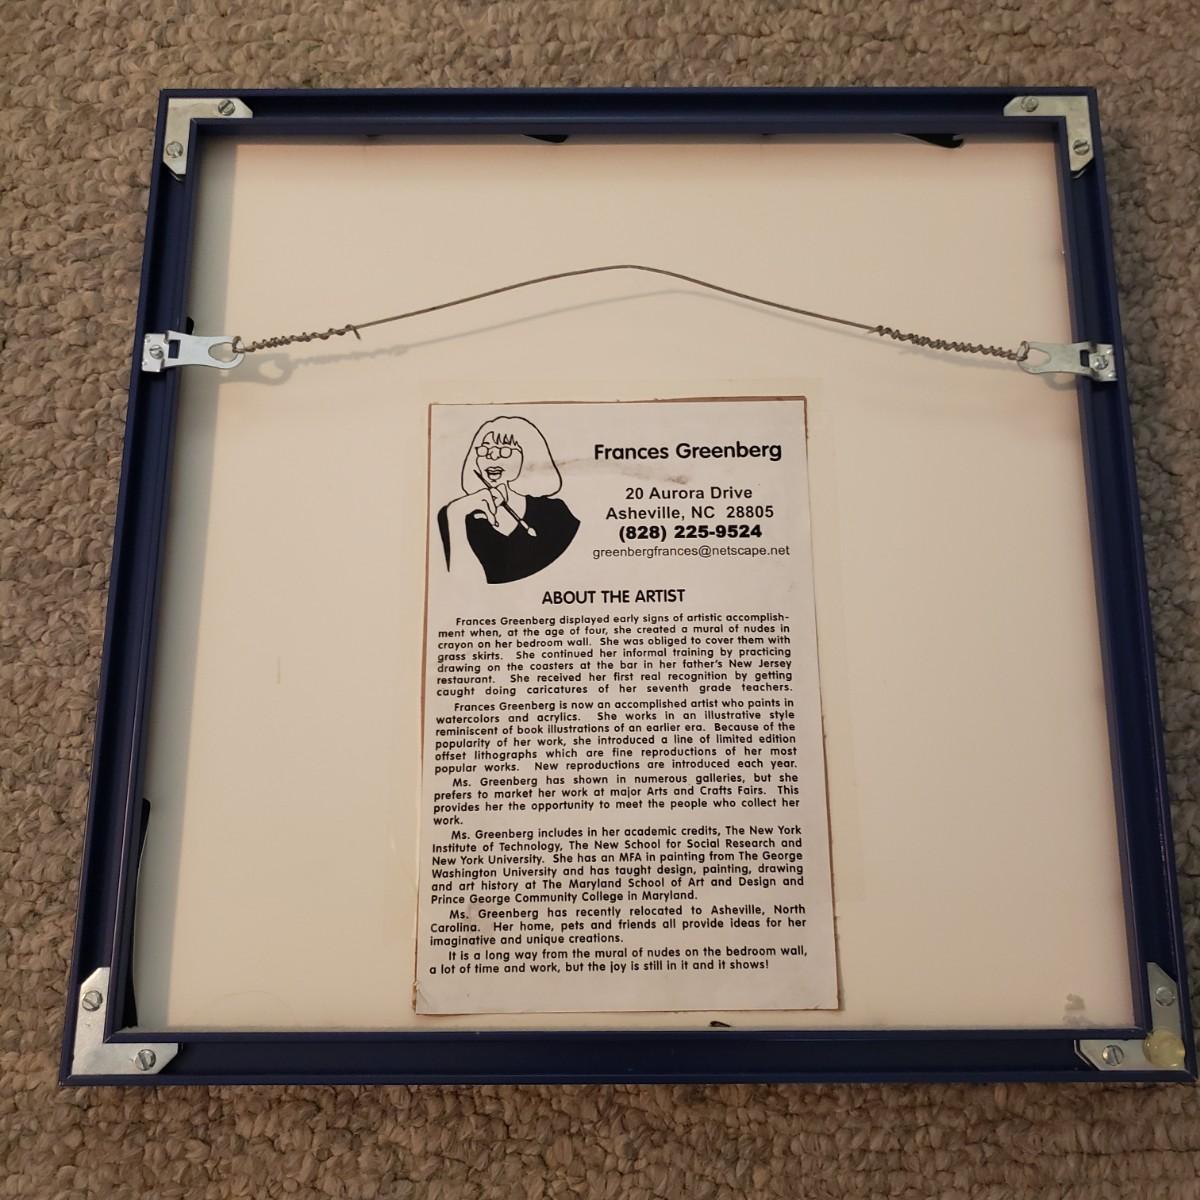 Frances Greenberg
20 Aurora Drive
Asheville, NC 28805
(828) 225-9524
greenbergfrances@netscape.net
ABOUT THE ARTIST
Frances Greenberg displayed early signs of artistic accomplish-
ment when, at the age of four, she created a mural of nudes in
crayon on her bedroom wall. She was obliged to cover them with
grass skirts. She continued her informal training by practicing
drawing on the coasters at the bar in her father's New Jersey
restaurant. She received her first real recognition by getting
caught doing caricatures of her seventh grade teachers.
Frances Greenberg is now an accomplished artist who paints in
watercolors and acrylics. She works in an illustrative style
reminiscent of book illustrations of an earlier era. Because of the
popularity of her work, she introduced a line of limited edition
offset lithographs which are fine reproductions of her most
popular works. New reproductions are introduced each year.
Ms. Greenberg has shown in numerous galleries, but she
prefers to market her work at major Arts and Crafts Fairs. This
provides her the opportunity to meet the people who collect her
work.
Ms. Greenberg includes in her academic credits, The New York
Institute of Technology, The New School for Social Research and
New York University. She has an MFA in painting from The George
Washington University and has taught design, painting, drawing
and art history at The Maryland School of Art and Design and
Prince George Community College in Maryland.
Ms. Greenberg has recently relocated to Asheville, North
Carolina. Her home, pets and friends all provide ideas for her
imaginative and unique creations.
It is a long way from the mural of nudes on the bedroom wall,
a lot of time and work, but the joy is still in it and it shows!